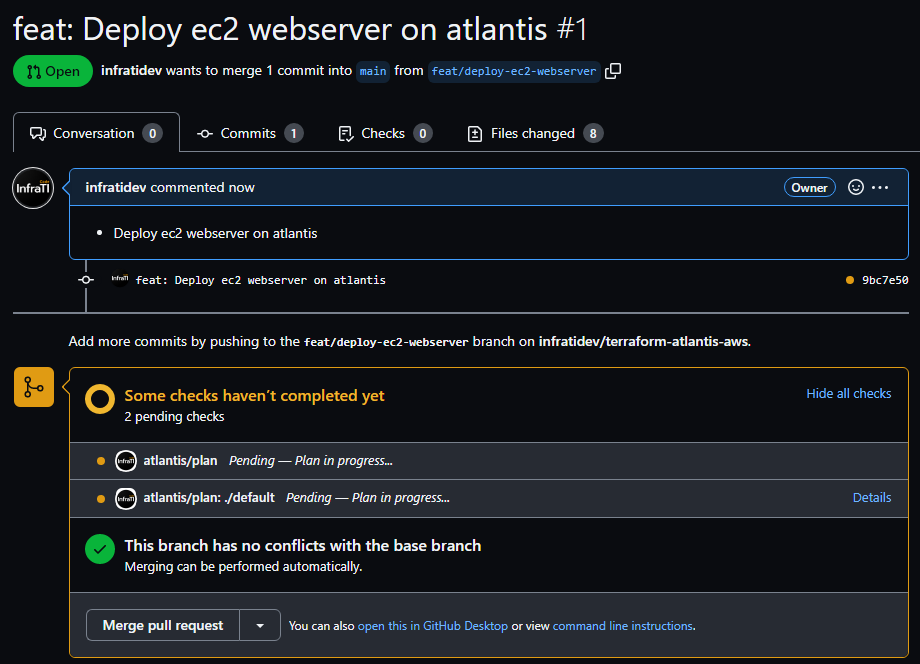 feat: Deploy ec2 webserver on atlantis #1
Open infratidev wants to merge 1 commit into main from feat/deploy-ec2-webserver
Conversation 0 Commits 1 Checks 0 Files changed 8
InfraTI
infratidev commented now Owner
Deploy ec2 webserver on atlantis
InfraTI feat: Deploy ec2 webserver on atlantis 9bc7e50
Add more commits by pushing to the feat/deploy-ec2-webserver branch on infratidev/terraform-atlantis-aws.
Some checks haven't completed yet Hide all checks
2 pending checks
InfraTI atlantis/plan Pending — Plan in progress...
InfraTI atlantis/plan: ./default Pending — Plan in progress... Details
This branch has no conflicts with the base branch
Merging can be performed automatically.
Merge pull request You can also open this in GitHub Desktop or view command line instructions.